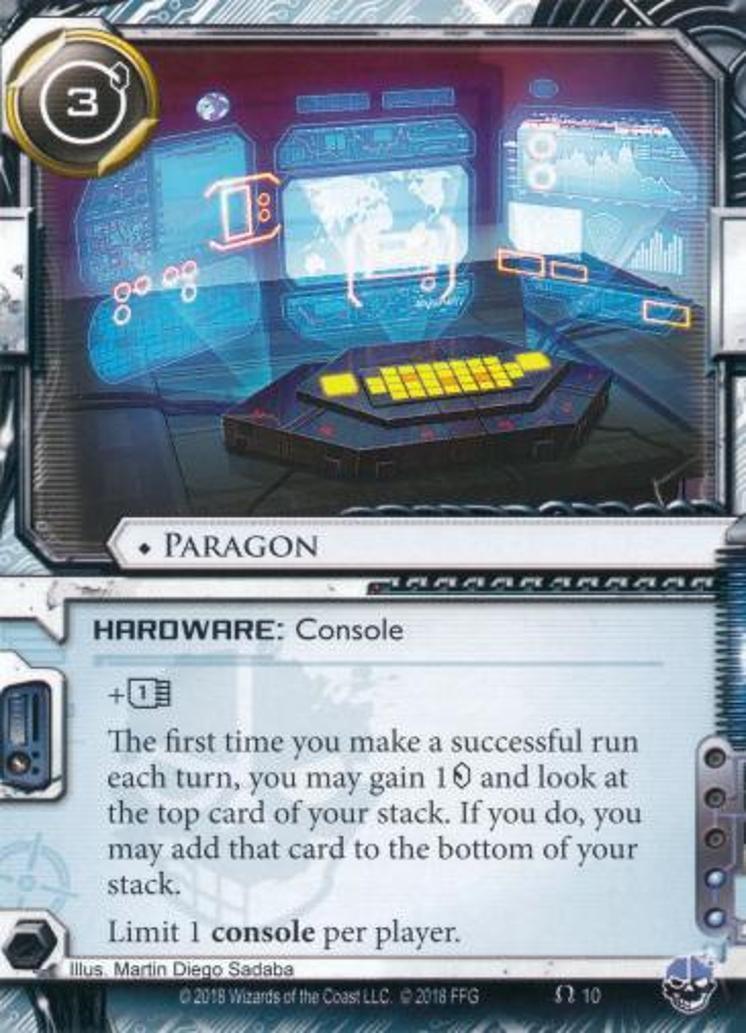 3
♦ PARAGON
HARDWARE: Console
+1
The first time you make a successful run
each turn, you may gain 1 and look at
the top card of your stack. If you do, you
may add that card to the bottom of your
stack.
Limit 1 console per player.
Illus. Martin Diego Sadaba
© 2018 Wizards of the Coast LLC. © 2018 FFG Ω 10